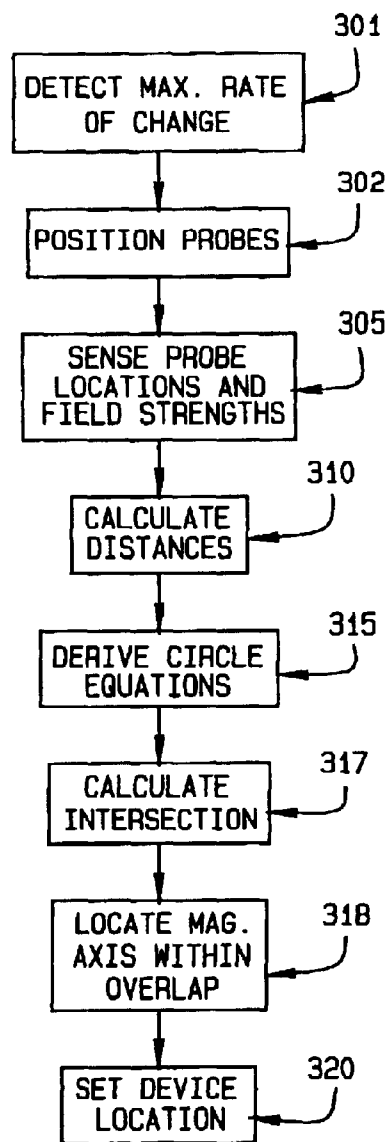 301
DETECT MAX. RATE
OF CHANGE
302
POSITION PROBES
305
SENSE PROBE
LOCATIONS AND
FIELD STRENGTHS
310
CALCULATE
DISTANCES
315
DERIVE CIRCLE
EQUATIONS
317
CALCULATE
INTERSECTION
318
LOCATE MAG.
AXIS WITHIN
OVERLAP
320
SET DEVICE
LOCATION